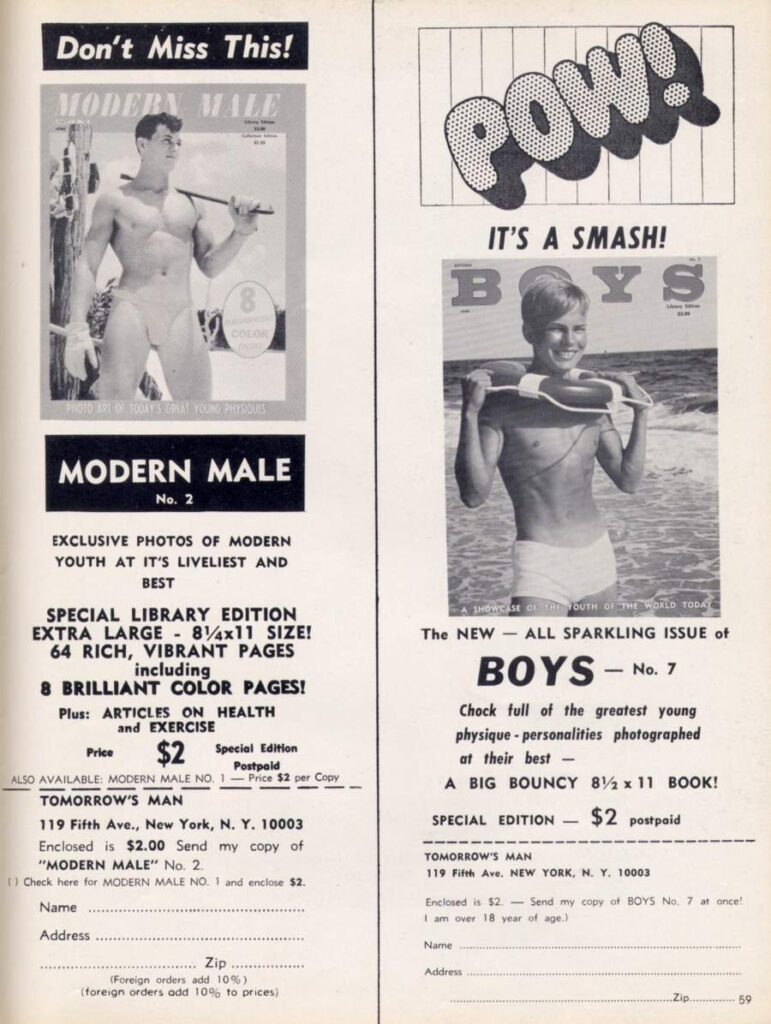 Don't Miss This!
MODERN MALE
Library Edition
$2.00
8
COLOR
PAGES
PHOTO ART OF TODAY'S GREAT YOUNG PHYSIQUES
MODERN MALE
No. 2
EXCLUSIVE PHOTOS OF MODERN
YOUTH AT IT'S LIVELIEST AND
BEST
SPECIAL LIBRARY EDITION
EXTRA LARGE - 8¼x11 SIZE!
64 RICH, VIBRANT PAGES
including
8 BRILLIANT COLOR PAGES!
Plus: ARTICLES ON HEALTH
and EXERCISE
Price $2 Special Edition
Postpaid
ALSO AVAILABLE: MODERN MALE NO. 1 — Price $2 per Copy
TOMORROW'S MAN
119 Fifth Ave., New York, N. Y. 10003
Enclosed is $2.00 Send my copy of
"MODERN MALE" No. 2.
( ) Check here for MODERN MALE NO. 1 and enclose $2.
Name
Address
Zip
(Foreign orders add 10%)
(foreign orders add 10% to prices)
POW!
IT'S A SMASH!
BOYS
No. 7
Library Edition
$2.00
A SHOWCASE OF THE YOUTH OF THE WORLD TODAY
The NEW — ALL SPARKLING ISSUE of
BOYS — No. 7
Chock full of the greatest young
physique - personalities photographed
at their best —
A BIG BOUNCY 8½ x 11 BOOK!
SPECIAL EDITION — $2 postpaid
TOMORROW'S MAN
119 Fifth Ave. NEW YORK, N. Y. 10003
Enclosed is $2. — Send my copy of BOYS No. 7 at once!
I am over 18 year of age.)
Name
Address
Zip
59